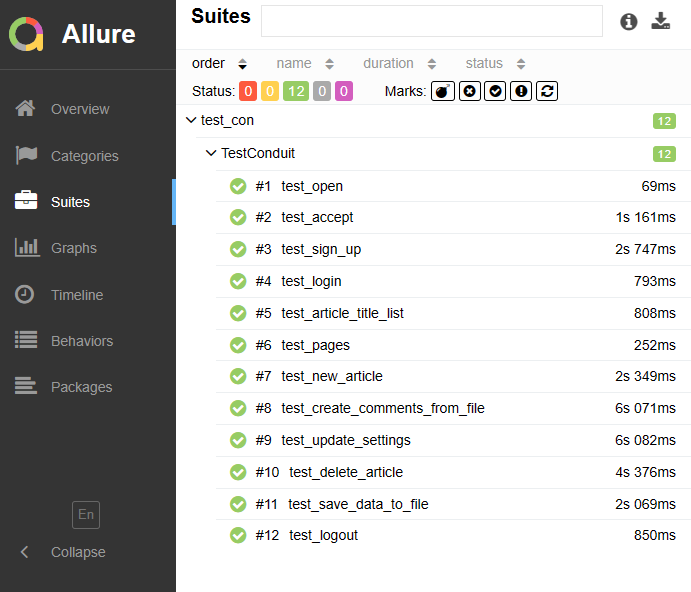 Allure
Overview
Categories
Suites
Graphs
Timeline
Behaviors
Packages
En
Collapse
Suites
order name duration status
Status: 0 0 12 0 0 Marks:
test_con 12
TestConduit 12
#1 test_open 69ms
#2 test_accept 1s 161ms
#3 test_sign_up 2s 747ms
#4 test_login 793ms
#5 test_article_title_list 808ms
#6 test_pages 252ms
#7 test_new_article 2s 349ms
#8 test_create_comments_from_file 6s 071ms
#9 test_update_settings 6s 082ms
#10 test_delete_article 4s 376ms
#11 test_save_data_to_file 2s 069ms
#12 test_logout 850ms